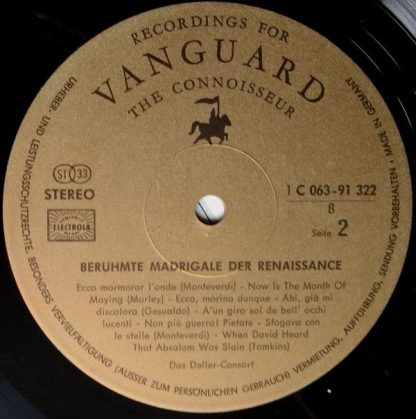 RECORDINGS FOR
VANGUARD
THE CONNOISSEUR
ST 33
STEREO
ELECTROLA
1 C 063-91 322
B
Seite 2
BERUHMTE MADRIGALE DER RENAISSANCE
Ecco mormorar l'onde (Monteverdi) - Now Is The Month Of
Maying (Morley) - Ecco, morirò dunque - Ahi, già mi
discoloro (Gesualdo) - A'un giro sol de bell' occhi
lucenti - Non più guerra! Pietate - Sfogava con
le stelle (Monteverdi) - When David Heard
That Absalom Was Slain (Tomkins)
Das Deller-Consort
URHEBER- UND LEISTUNGSSCHUTZRECHTE, BESONDERS VERVIELFÄLTIGUNG (AUSSER ZUM PERSÖNLICHEN GEBRAUCH) VERMIETUNG, AUFFÜHRUNG, SENDUNG VORBEHALTEN · MADE IN GERMANY